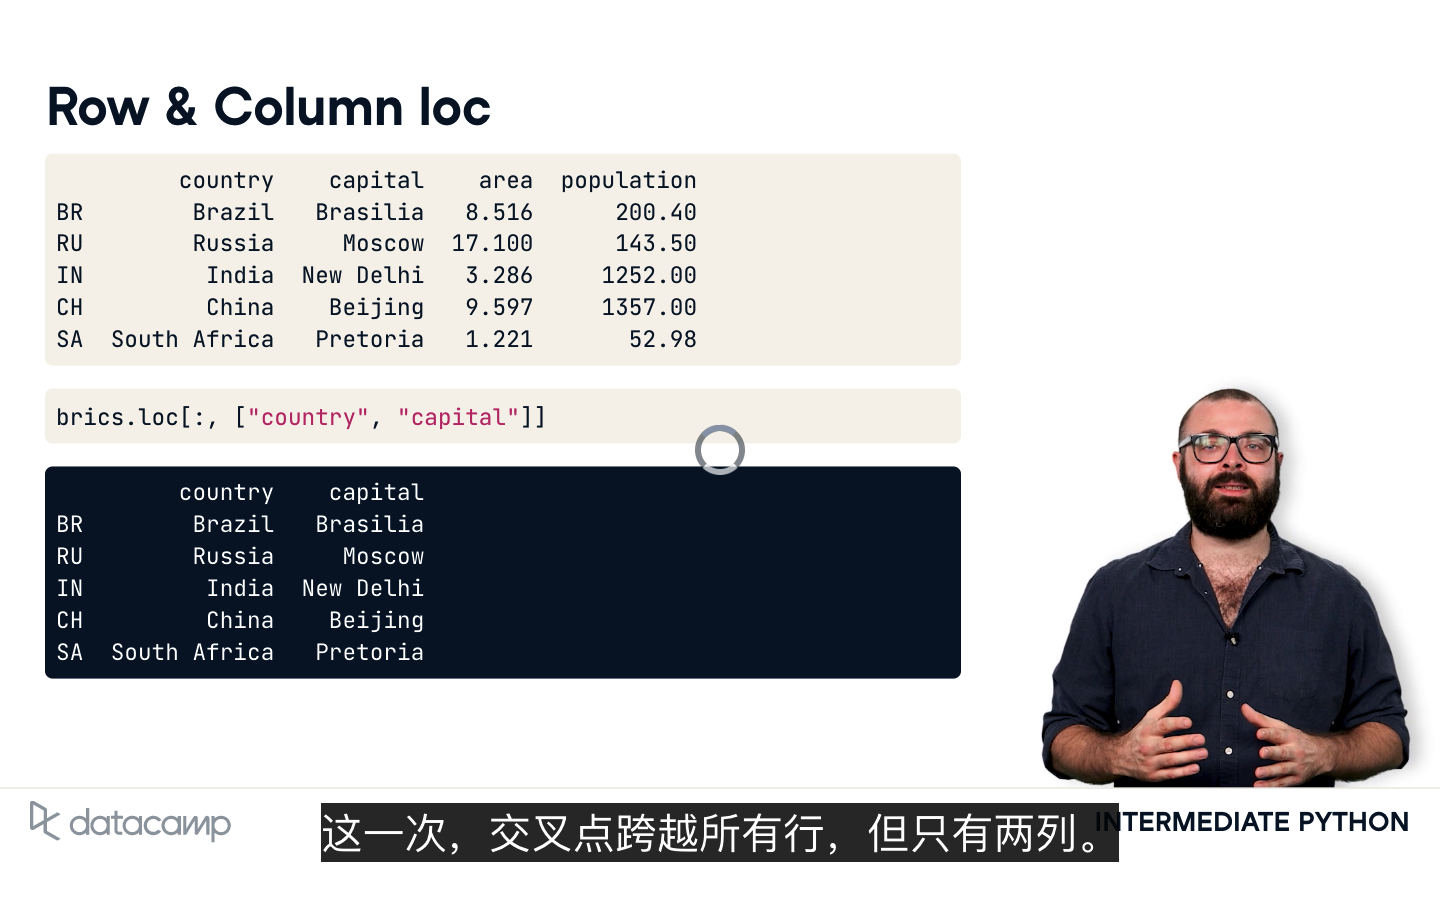 Row & Column loc
country capital area population
BR Brazil Brasilia 8.516 200.40
RU Russia Moscow 17.100 143.50
IN India New Delhi 3.286 1252.00
CH China Beijing 9.597 1357.00
SA South Africa Pretoria 1.221 52.98
brics.loc[:, ["country", "capital"]]
country capital
BR Brazil Brasilia
RU Russia Moscow
IN India New Delhi
CH China Beijing
SA South Africa Pretoria
datacamp
这一次，交叉点跨越所有行，但只有两列。
INTERMEDIATE PYTHON